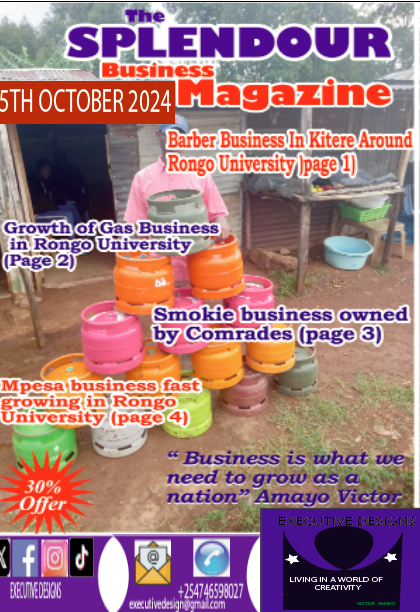 The
SPLENDOUR
Business
Magazine
5TH OCTOBER 2024
Barber Business In Kitere Around
Rongo University )page 1)
Growth of Gas Business
in Rongo University
(Page 2)
Smokie business owned
by Comrades (page 3)
Mpesa business fast
growing in Rongo
University (page 4)
30%
Offer
“ Business is what we
need to grow as a
nation” Amayo Victor
EXECUTIVE DESIGNS
executivedesign@gmail.com
+254746598027
EXECUTIVE DESIGNS
LIVING IN A WORLD OF
CREATIVITY
VICTOR AMAYO